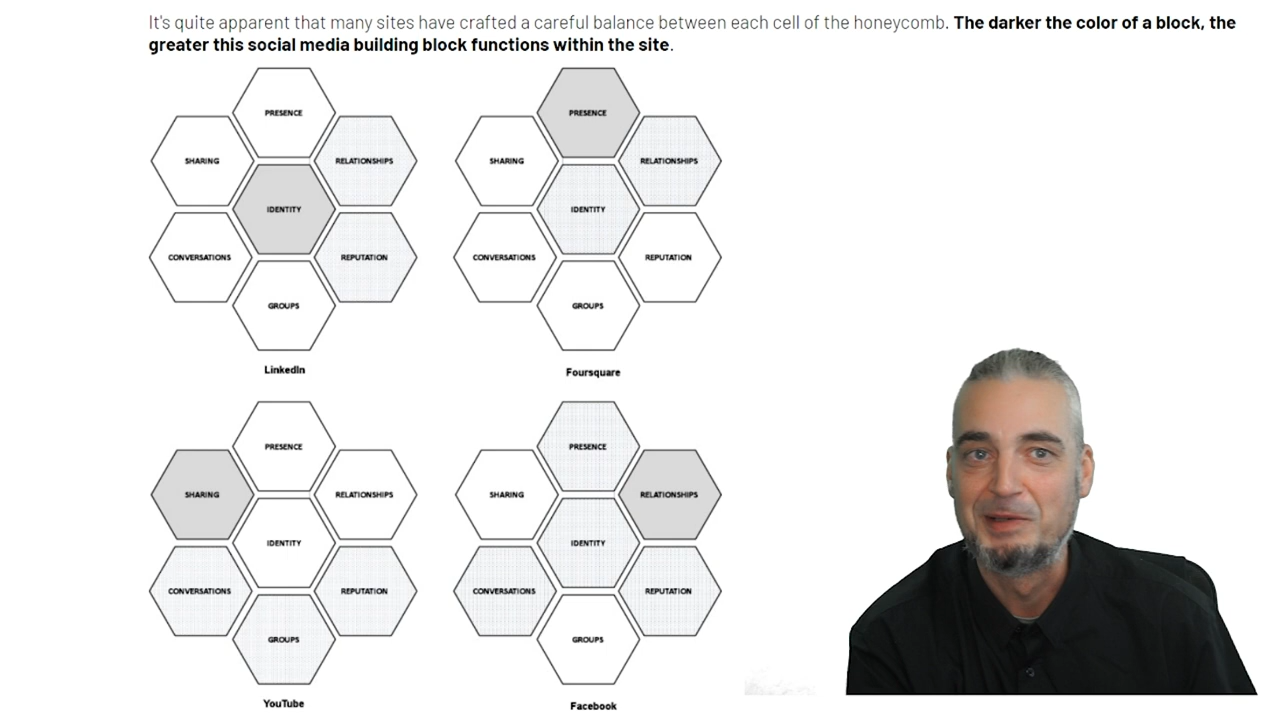 It's quite apparent that many sites have crafted a careful balance between each cell of the honeycomb. The darker the color of a block, the
greater this social media building block functions within the site.
PRESENCE
SHARING
RELATIONSHIPS
IDENTITY
CONVERSATIONS
REPUTATION
GROUPS
LinkedIn
PRESENCE
SHARING
RELATIONSHIPS
IDENTITY
CONVERSATIONS
REPUTATION
GROUPS
Foursquare
PRESENCE
SHARING
RELATIONSHIPS
IDENTITY
CONVERSATIONS
REPUTATION
GROUPS
YouTube
PRESENCE
SHARING
RELATIONSHIPS
IDENTITY
CONVERSATIONS
REPUTATION
GROUPS
Facebook